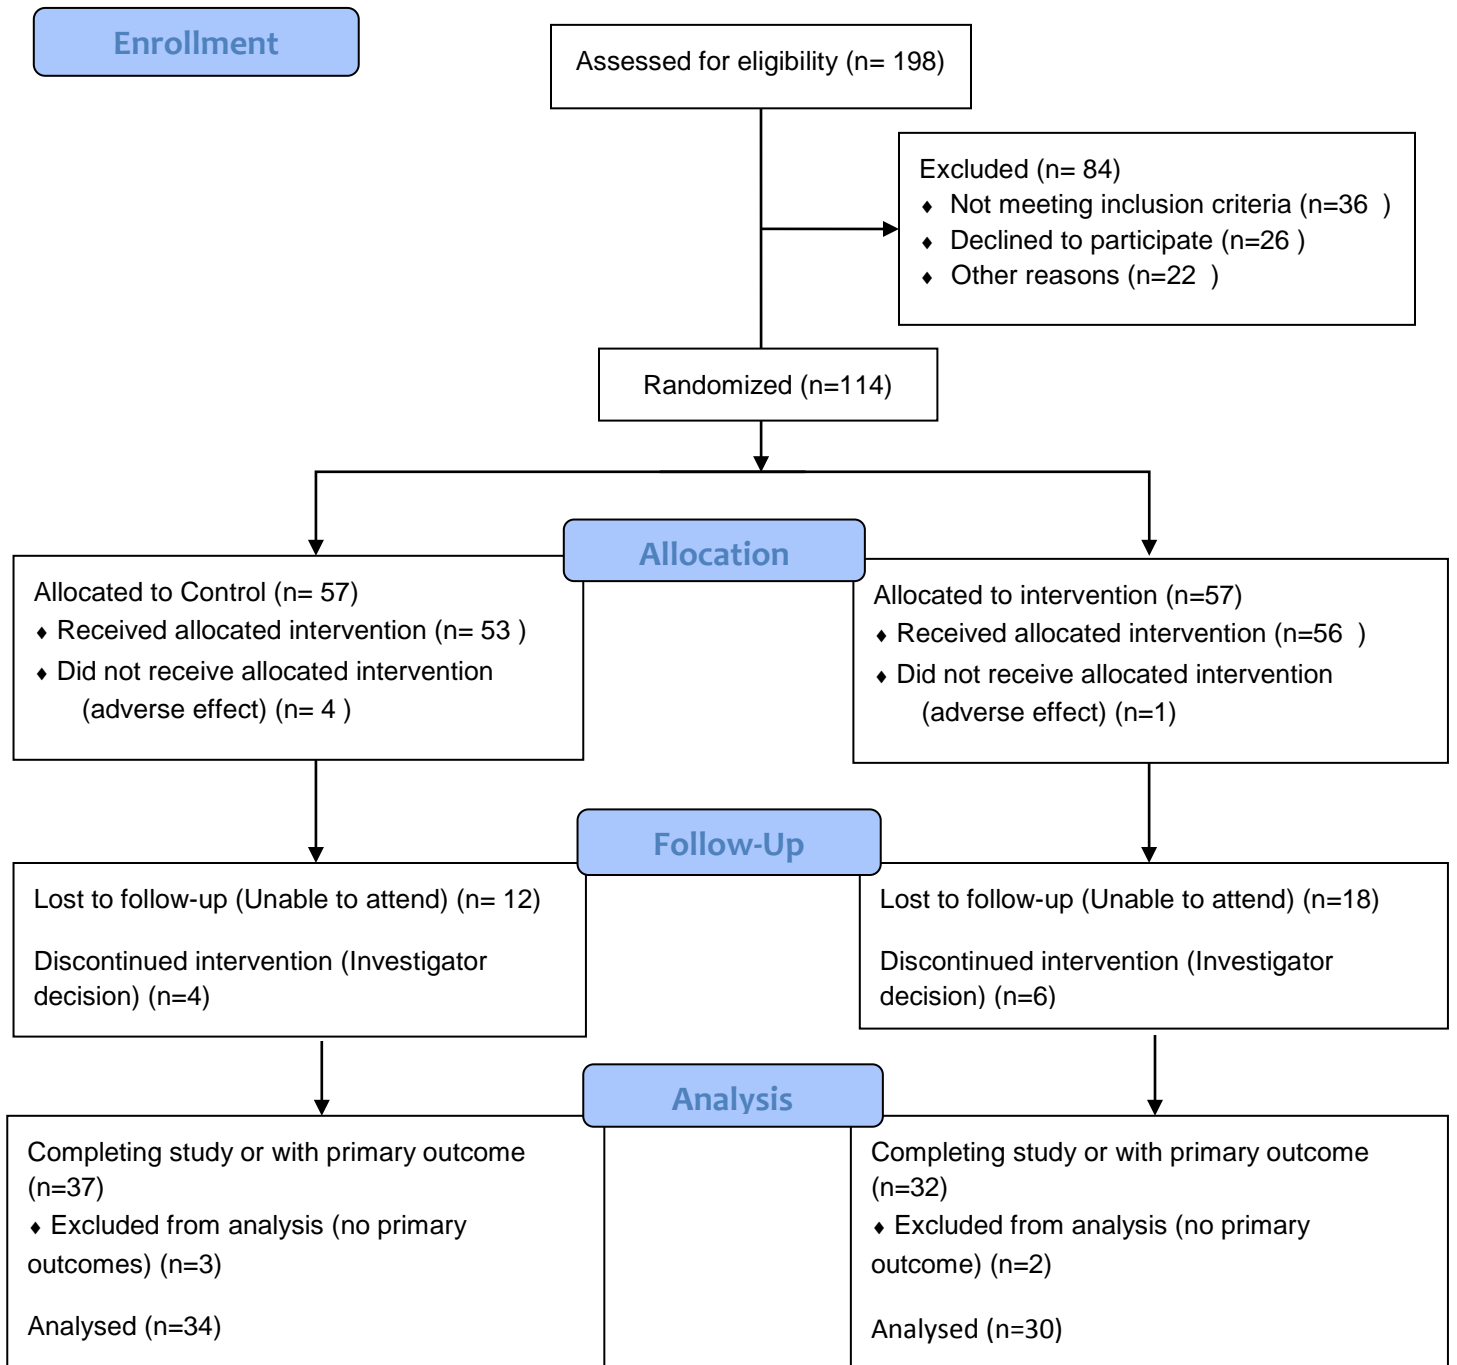 Enrollment
Assessed for eligibility (n= 198)
Excluded (n= 84)
♦ Not meeting inclusion criteria (n=36 )
♦ Declined to participate (n=26 )
♦ Other reasons (n=22 )
Randomized (n=114)
Allocation
Allocated to Control (n= 57)
♦ Received allocated intervention (n= 53 )
♦ Did not receive allocated intervention
(adverse effect) (n= 4 )
Allocated to intervention (n=57)
♦ Received allocated intervention (n=56 )
♦ Did not receive allocated intervention
(adverse effect) (n=1)
Follow-Up
Lost to follow-up (Unable to attend) (n= 12)
Discontinued intervention (Investigator
decision) (n=4)
Lost to follow-up (Unable to attend) (n=18)
Discontinued intervention (Investigator
decision) (n=6)
Analysis
Completing study or with primary outcome
(n=37)
♦ Excluded from analysis (no primary
outcomes) (n=3)
Analysed (n=34)
Completing study or with primary outcome
(n=32)
♦ Excluded from analysis (no primary
outcome) (n=2)
Analysed (n=30)